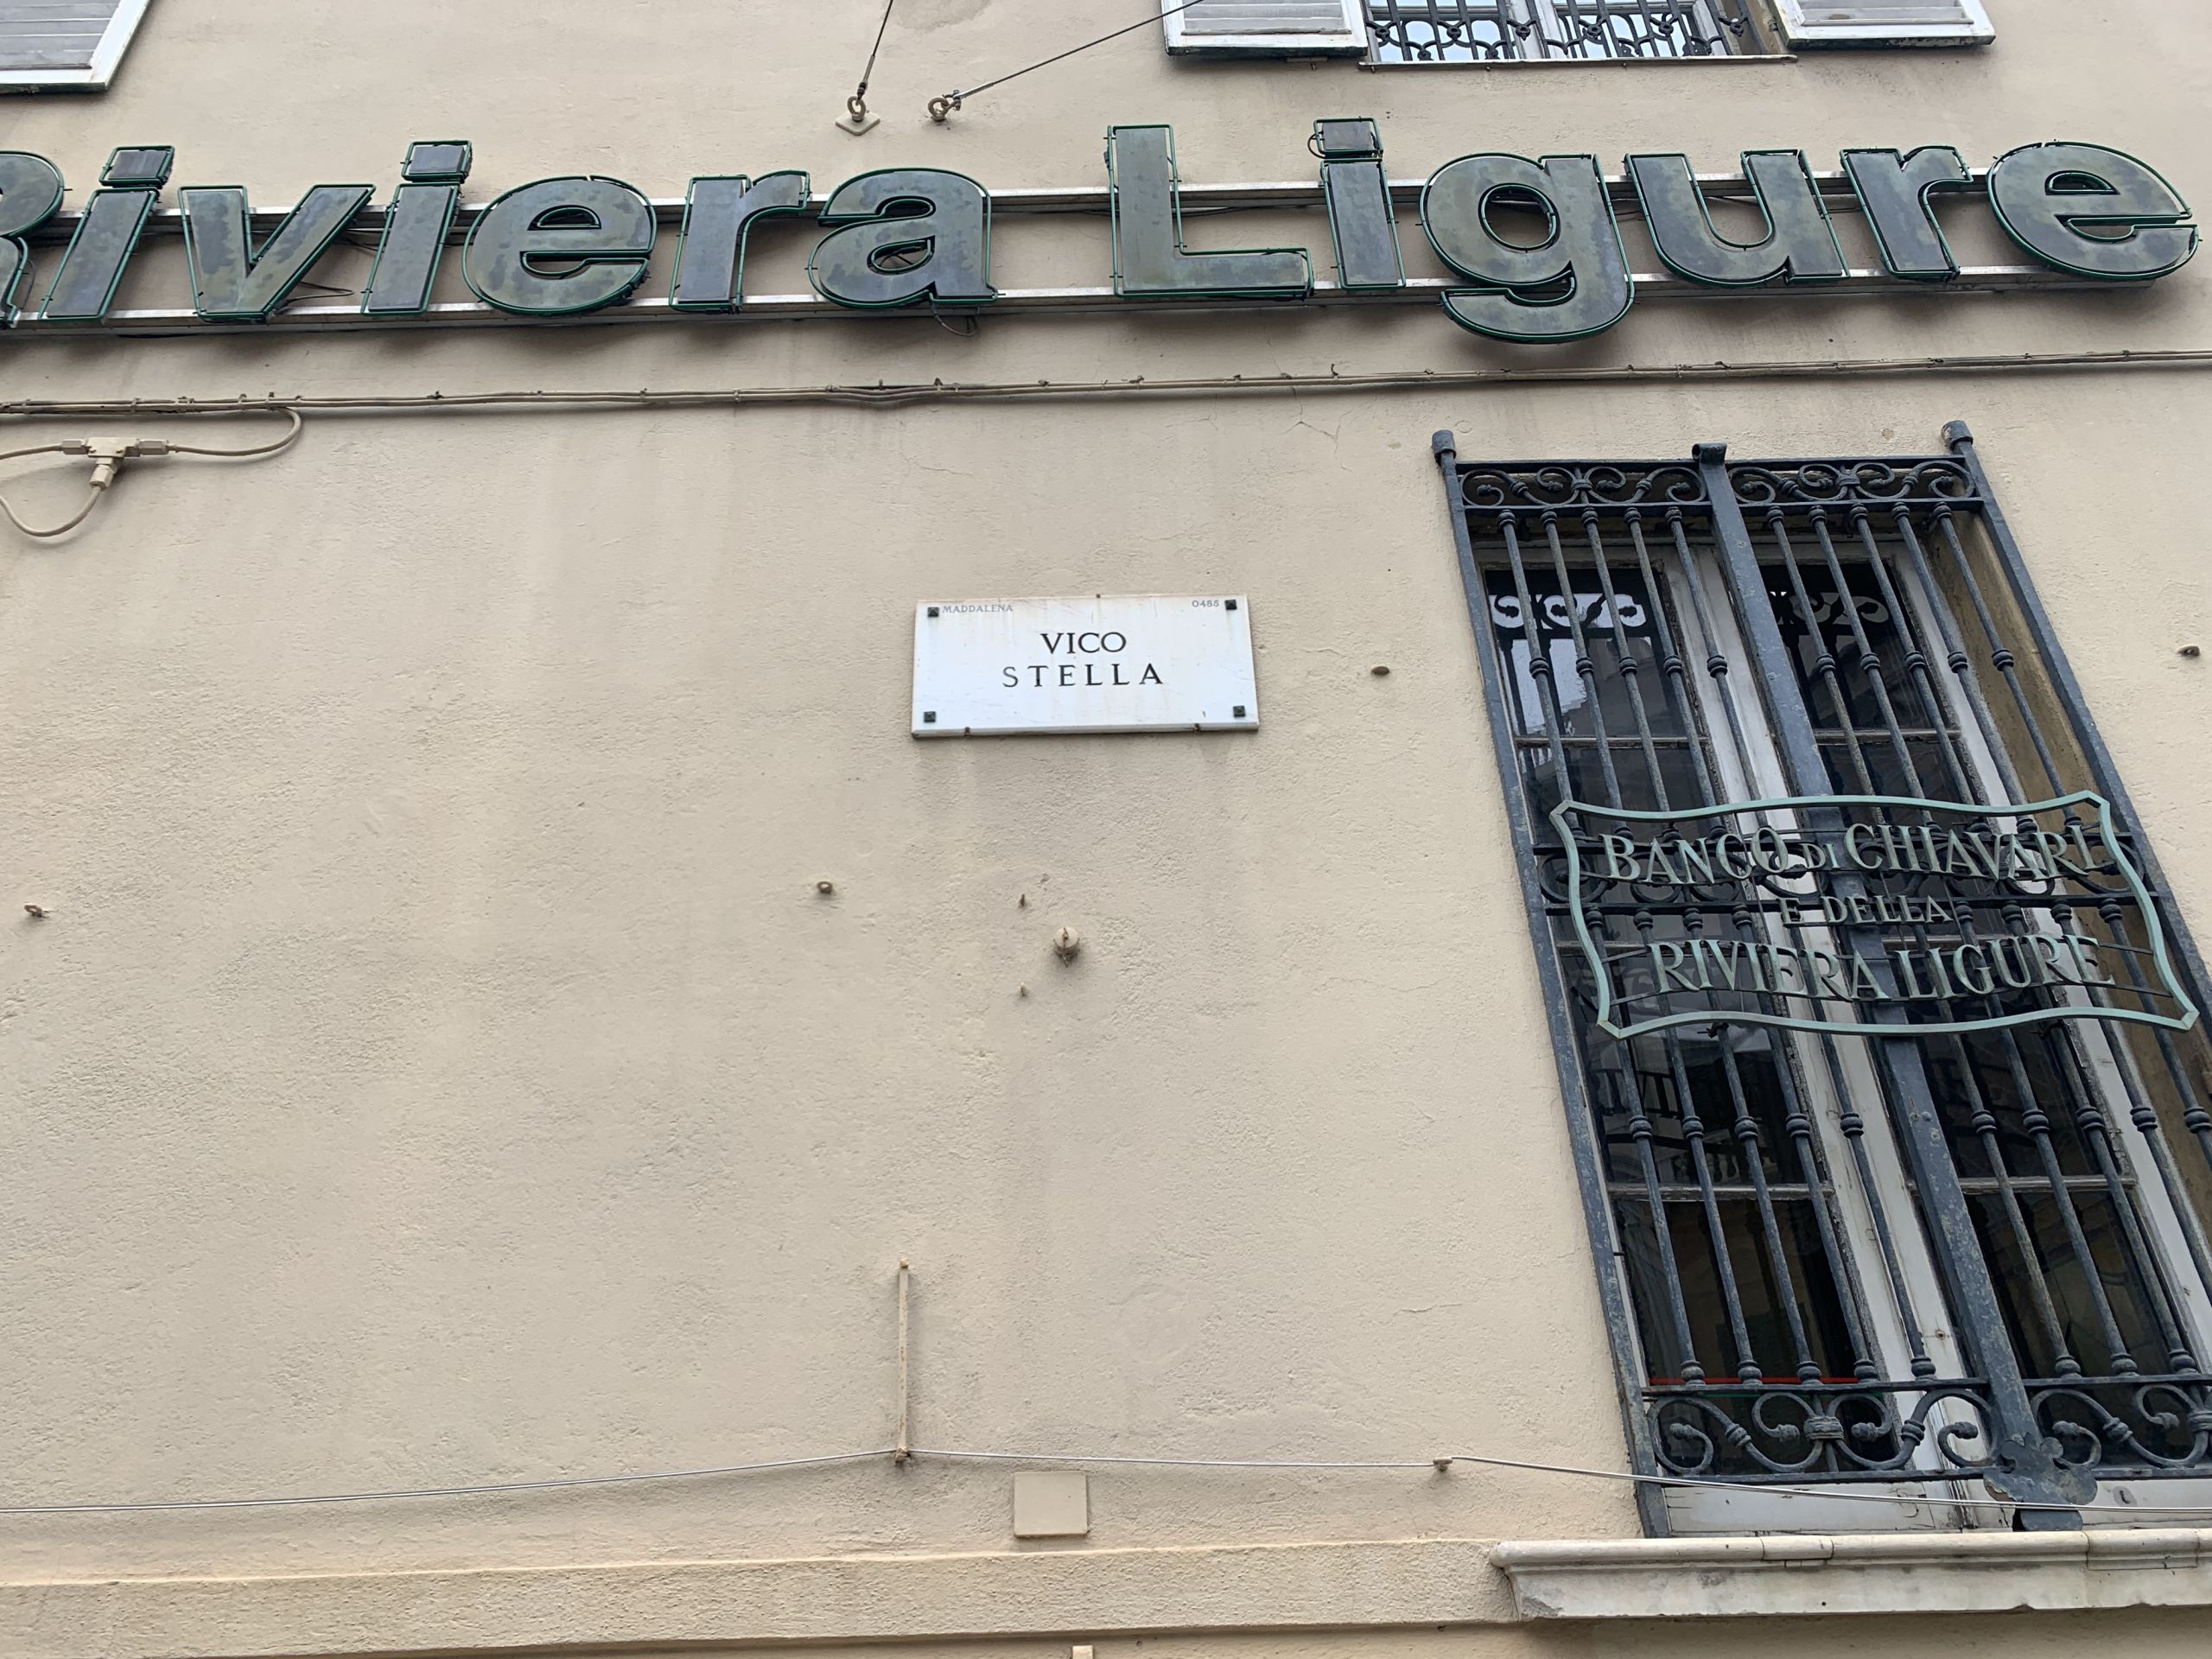 Riviera Ligure
MADDALENA 0485
VICO
STELLA
BANCO DI CHIAVARI
E DELLA
RIVIERA LIGURE